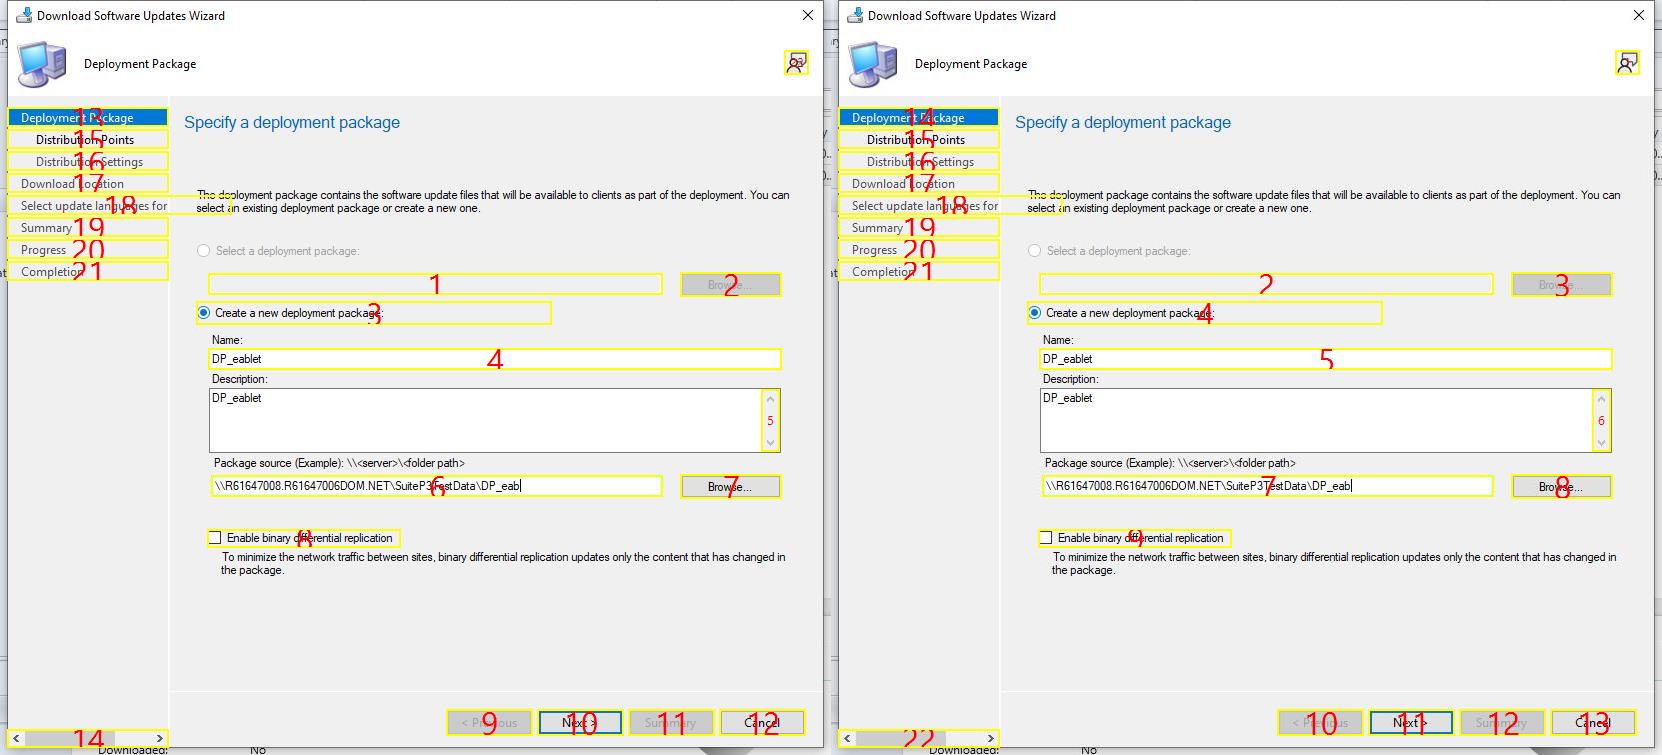 Download Software Updates Wizard
Deployment Package
13
Deployment Package
15
Distribution Points
16
Distribution Settings
17
Download Location
18
Select update languages for
19
Summary
20
Progress
21
Completion
14
Specify a deployment package
The deployment package contains the software update files that will be available to clients as part of the deployment. You can
select an existing deployment package or create a new one.
Select a deployment package:
1
2
Browse...
3
Create a new deployment package:
Name:
4
DP_eablet
Description:
DP_eablet
5
Package source (Example): \\<server>\<folder path>
6
\\R61647008.R61647006DOM.NET\SuiteP3TestData\DP_eab
7
Browse...
8
Enable binary differential replication
To minimize the network traffic between sites, binary differential replication updates only the content that has changed in
the package.
9
< Previous
10
Next >
11
Summary
12
Cancel
Downloaded:
No
Download Software Updates Wizard
Deployment Package
14
Deployment Package
15
Distribution Points
16
Distribution Settings
17
Download Location
18
Select update languages for
19
Summary
20
Progress
21
Completion
22
Specify a deployment package
The deployment package contains the software update files that will be available to clients as part of the deployment. You can
select an existing deployment package or create a new one.
Select a deployment package:
2
3
Browse...
4
Create a new deployment package:
Name:
5
DP_eablet
Description:
DP_eablet
6
Package source (Example): \\<server>\<folder path>
7
\\R61647008.R61647006DOM.NET\SuiteP3TestData\DP_eab
8
Browse...
9
Enable binary differential replication
To minimize the network traffic between sites, binary differential replication updates only the content that has changed in
the package.
10
< Previous
11
Next >
12
Summary
13
Cancel
Downloaded:
No